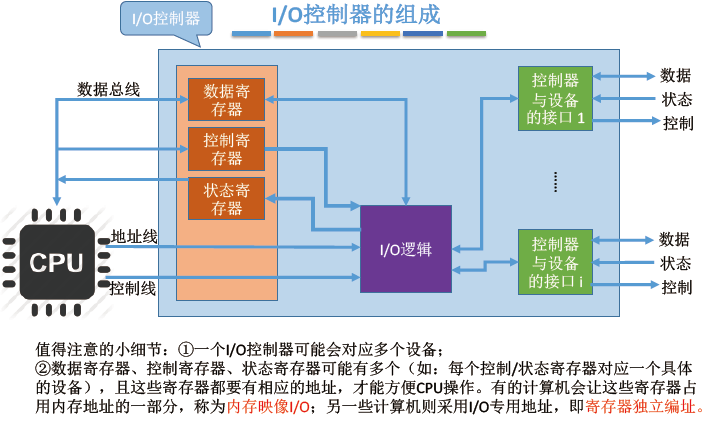 I/O控制器的组成
I/O控制器
数据总线
数据寄
存器
控制寄
存器
状态寄
存器
地址线
CPU
控制线
I/O逻辑
控制器
与设备
的接口 1
数据
状态
控制
......
控制器
与设备
的接口 i
数据
状态
控制
值得注意的小细节：①一个I/O控制器可能会对应多个设备；
②数据寄存器、控制寄存器、状态寄存器可能有多个（如：每个控制/状态寄存器对应一个具体
的设备），且这些寄存器都要有相应的地址，才能方便CPU操作。有的计算机会让这些寄存器占
用内存地址的一部分，称为内存映像I/O；另一些计算机则采用I/O专用地址，即寄存器独立编址。